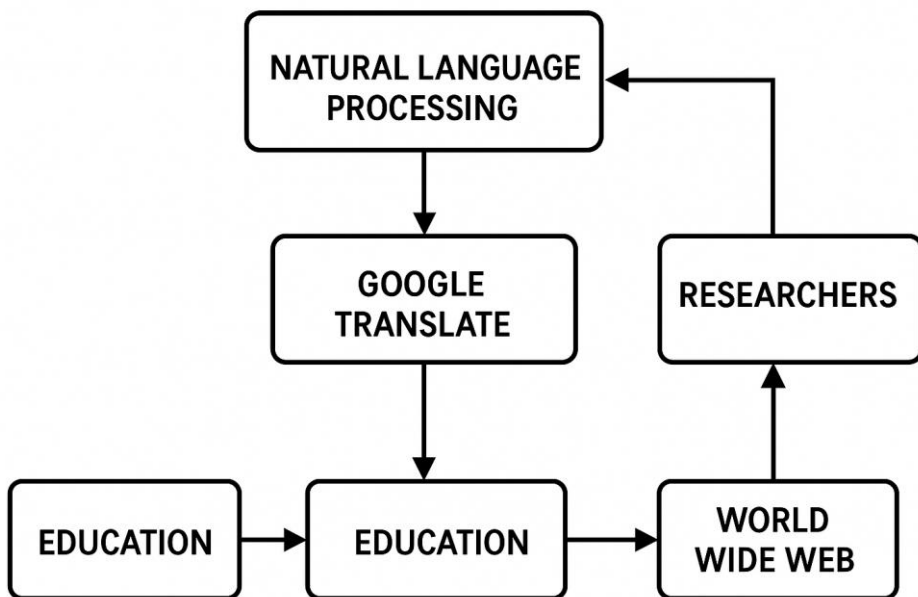 NATURAL LANGUAGE
PROCESSING
GOOGLE
TRANSLATE
RESEARCHERS
EDUCATION
EDUCATION
WORLD
WIDE WEB